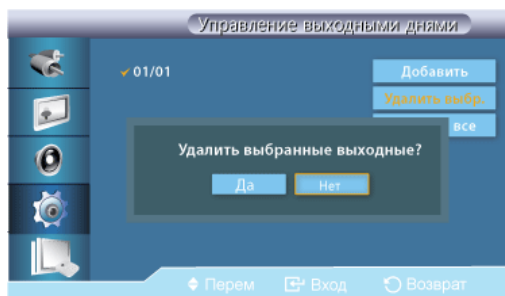 Управление выходными днями
01/01
Добавить
Удалить выбр.
все
Удалить выбранные выходные?
Да
Нет
Перем
Вход
Возврат